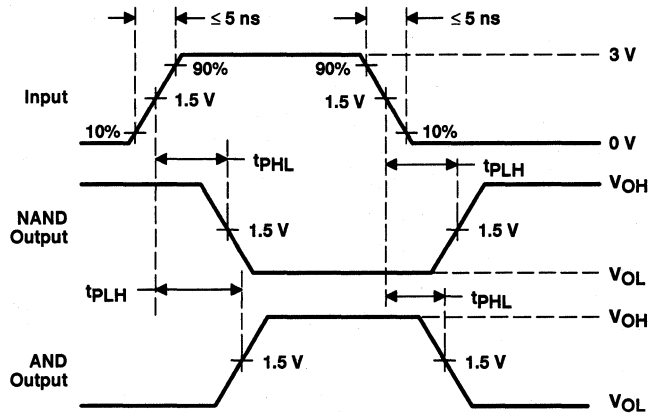 ≤ 5 ns ≤ 5 ns
3 V
90% 90%
Input 1.5 V 1.5 V
10% 10%
0 V
tPHL tPLH
VOH
NAND
Output
1.5 V 1.5 V
VOL
tPLH tPHL
VOH
AND
Output
1.5 V 1.5 V
VOL